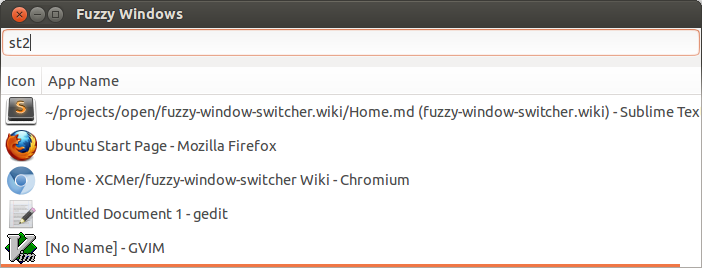 Fuzzy Windows
st2
Icon App Name
~/projects/open/fuzzy-window-switcher.wiki/Home.md (fuzzy-window-switcher.wiki) - Sublime Tex
Ubuntu Start Page - Mozilla Firefox
Home · XCMer/fuzzy-window-switcher Wiki - Chromium
Untitled Document 1 - gedit
[No Name] - GVIM